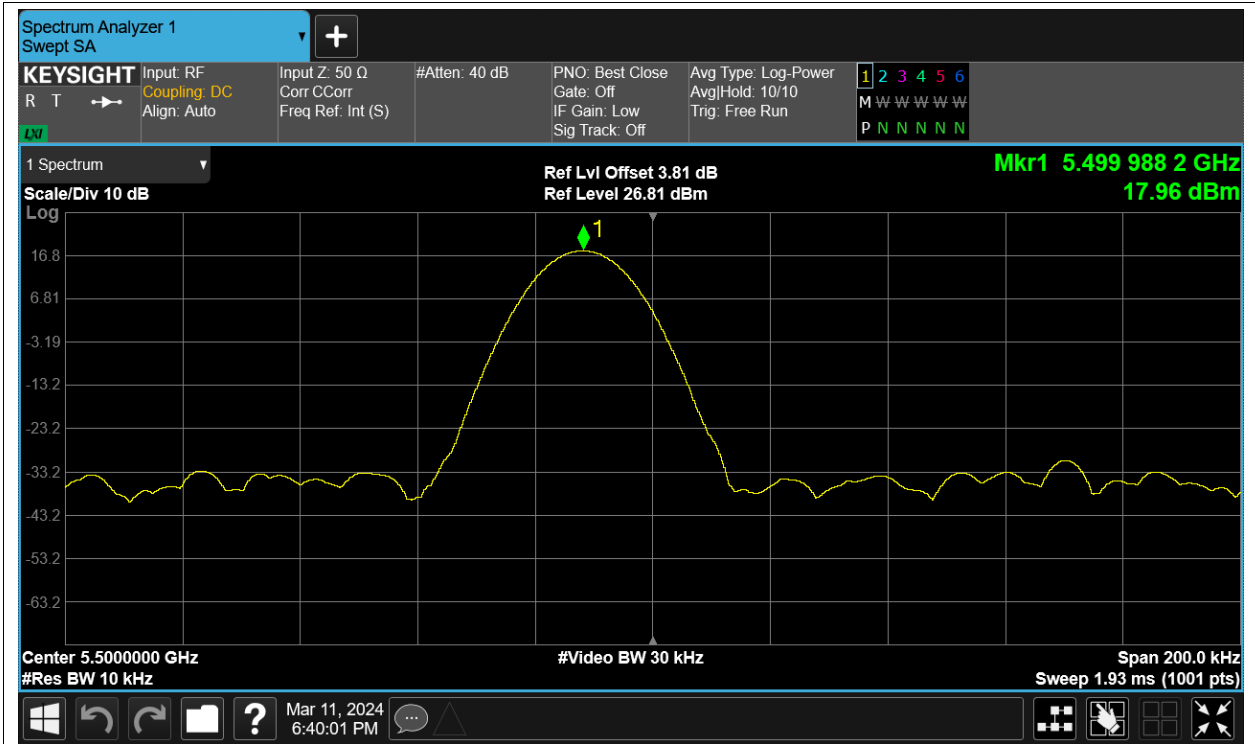 Spectrum Analyzer 1
Swept SA
KEYSIGHT
R T
LXI
Input: RF
Coupling: DC
Align: Auto
Input Z: 50 Ω
Corr CCorr
Freq Ref: Int (S)
#Atten: 40 dB
PNO: Best Close
Gate: Off
IF Gain: Low
Sig Track: Off
Avg Type: Log-Power
Avg|Hold: 10/10
Trig: Free Run
1 2 3 4 5 6
M W W W W W
P N N N N N
1 Spectrum
Scale/Div 10 dB
Log
Ref Lvl Offset 3.81 dB
Ref Level 26.81 dBm
Mkr1 5.499 988 2 GHz
17.96 dBm
1
16.8
6.81
-3.19
-13.2
-23.2
-33.2
-43.2
-53.2
-63.2
Center 5.5000000 GHz
#Res BW 10 kHz
#Video BW 30 kHz
Span 200.0 kHz
Sweep 1.93 ms (1001 pts)
?
Mar 11, 2024
6:40:01 PM